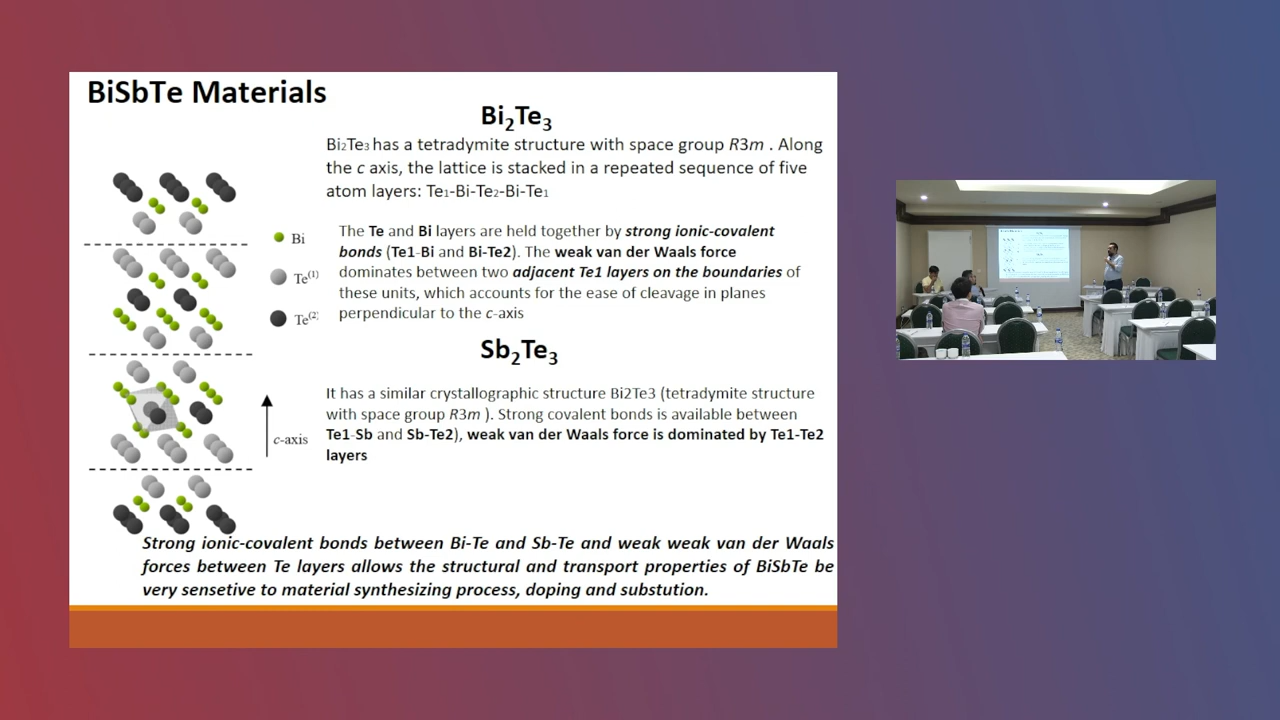 BiSbTe Materials
Bi2Te3
Bi2Te3 has a tetradymite structure with space group R3m . Along
the c axis, the lattice is stacked in a repeated sequence of five
atom layers: Te1-Bi-Te2-Bi-Te1
Bi
Te(1)
Te(2)
The Te and Bi layers are held together by strong ionic-covalent
bonds (Te1-Bi and Bi-Te2). The weak van der Waals force
dominates between two adjacent Te1 layers on the boundaries of
these units, which accounts for the ease of cleavage in planes
perpendicular to the c-axis
Sb2Te3
It has a similar crystallographic structure Bi2Te3 (tetradymite structure
with space group R3m ). Strong covalent bonds is available between
Te1-Sb and Sb-Te2), weak van der Waals force is dominated by Te1-Te2
layers
c-axis
Strong ionic-covalent bonds between Bi-Te and Sb-Te and weak weak van der Waals
forces between Te layers allows the structural and transport properties of BiSbTe be
very sensetive to material synthesizing process, doping and substution.